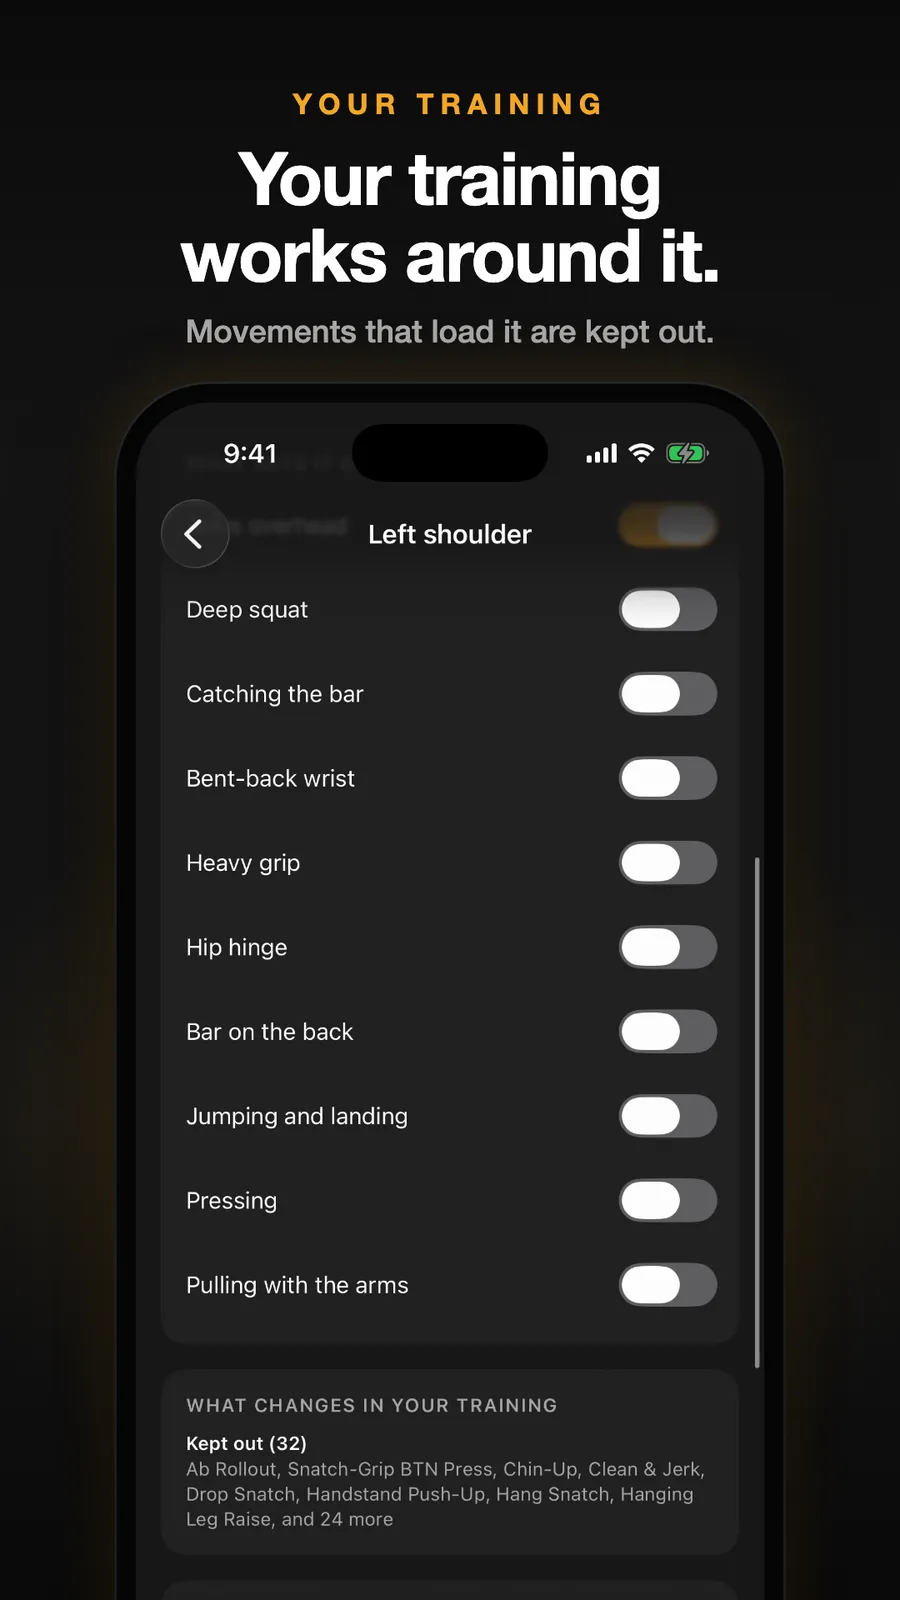 YOUR TRAINING
Your training
works around it.
Movements that load it are kept out.
9:41
overhead
Left shoulder
Deep squat
Catching the bar
Bent-back wrist
Heavy grip
Hip hinge
Bar on the back
Jumping and landing
Pressing
Pulling with the arms
WHAT CHANGES IN YOUR TRAINING
Kept out (32)
Ab Rollout, Snatch-Grip BTN Press, Chin-Up, Clean & Jerk,
Drop Snatch, Handstand Push-Up, Hang Snatch, Hanging
Leg Raise, and 24 more